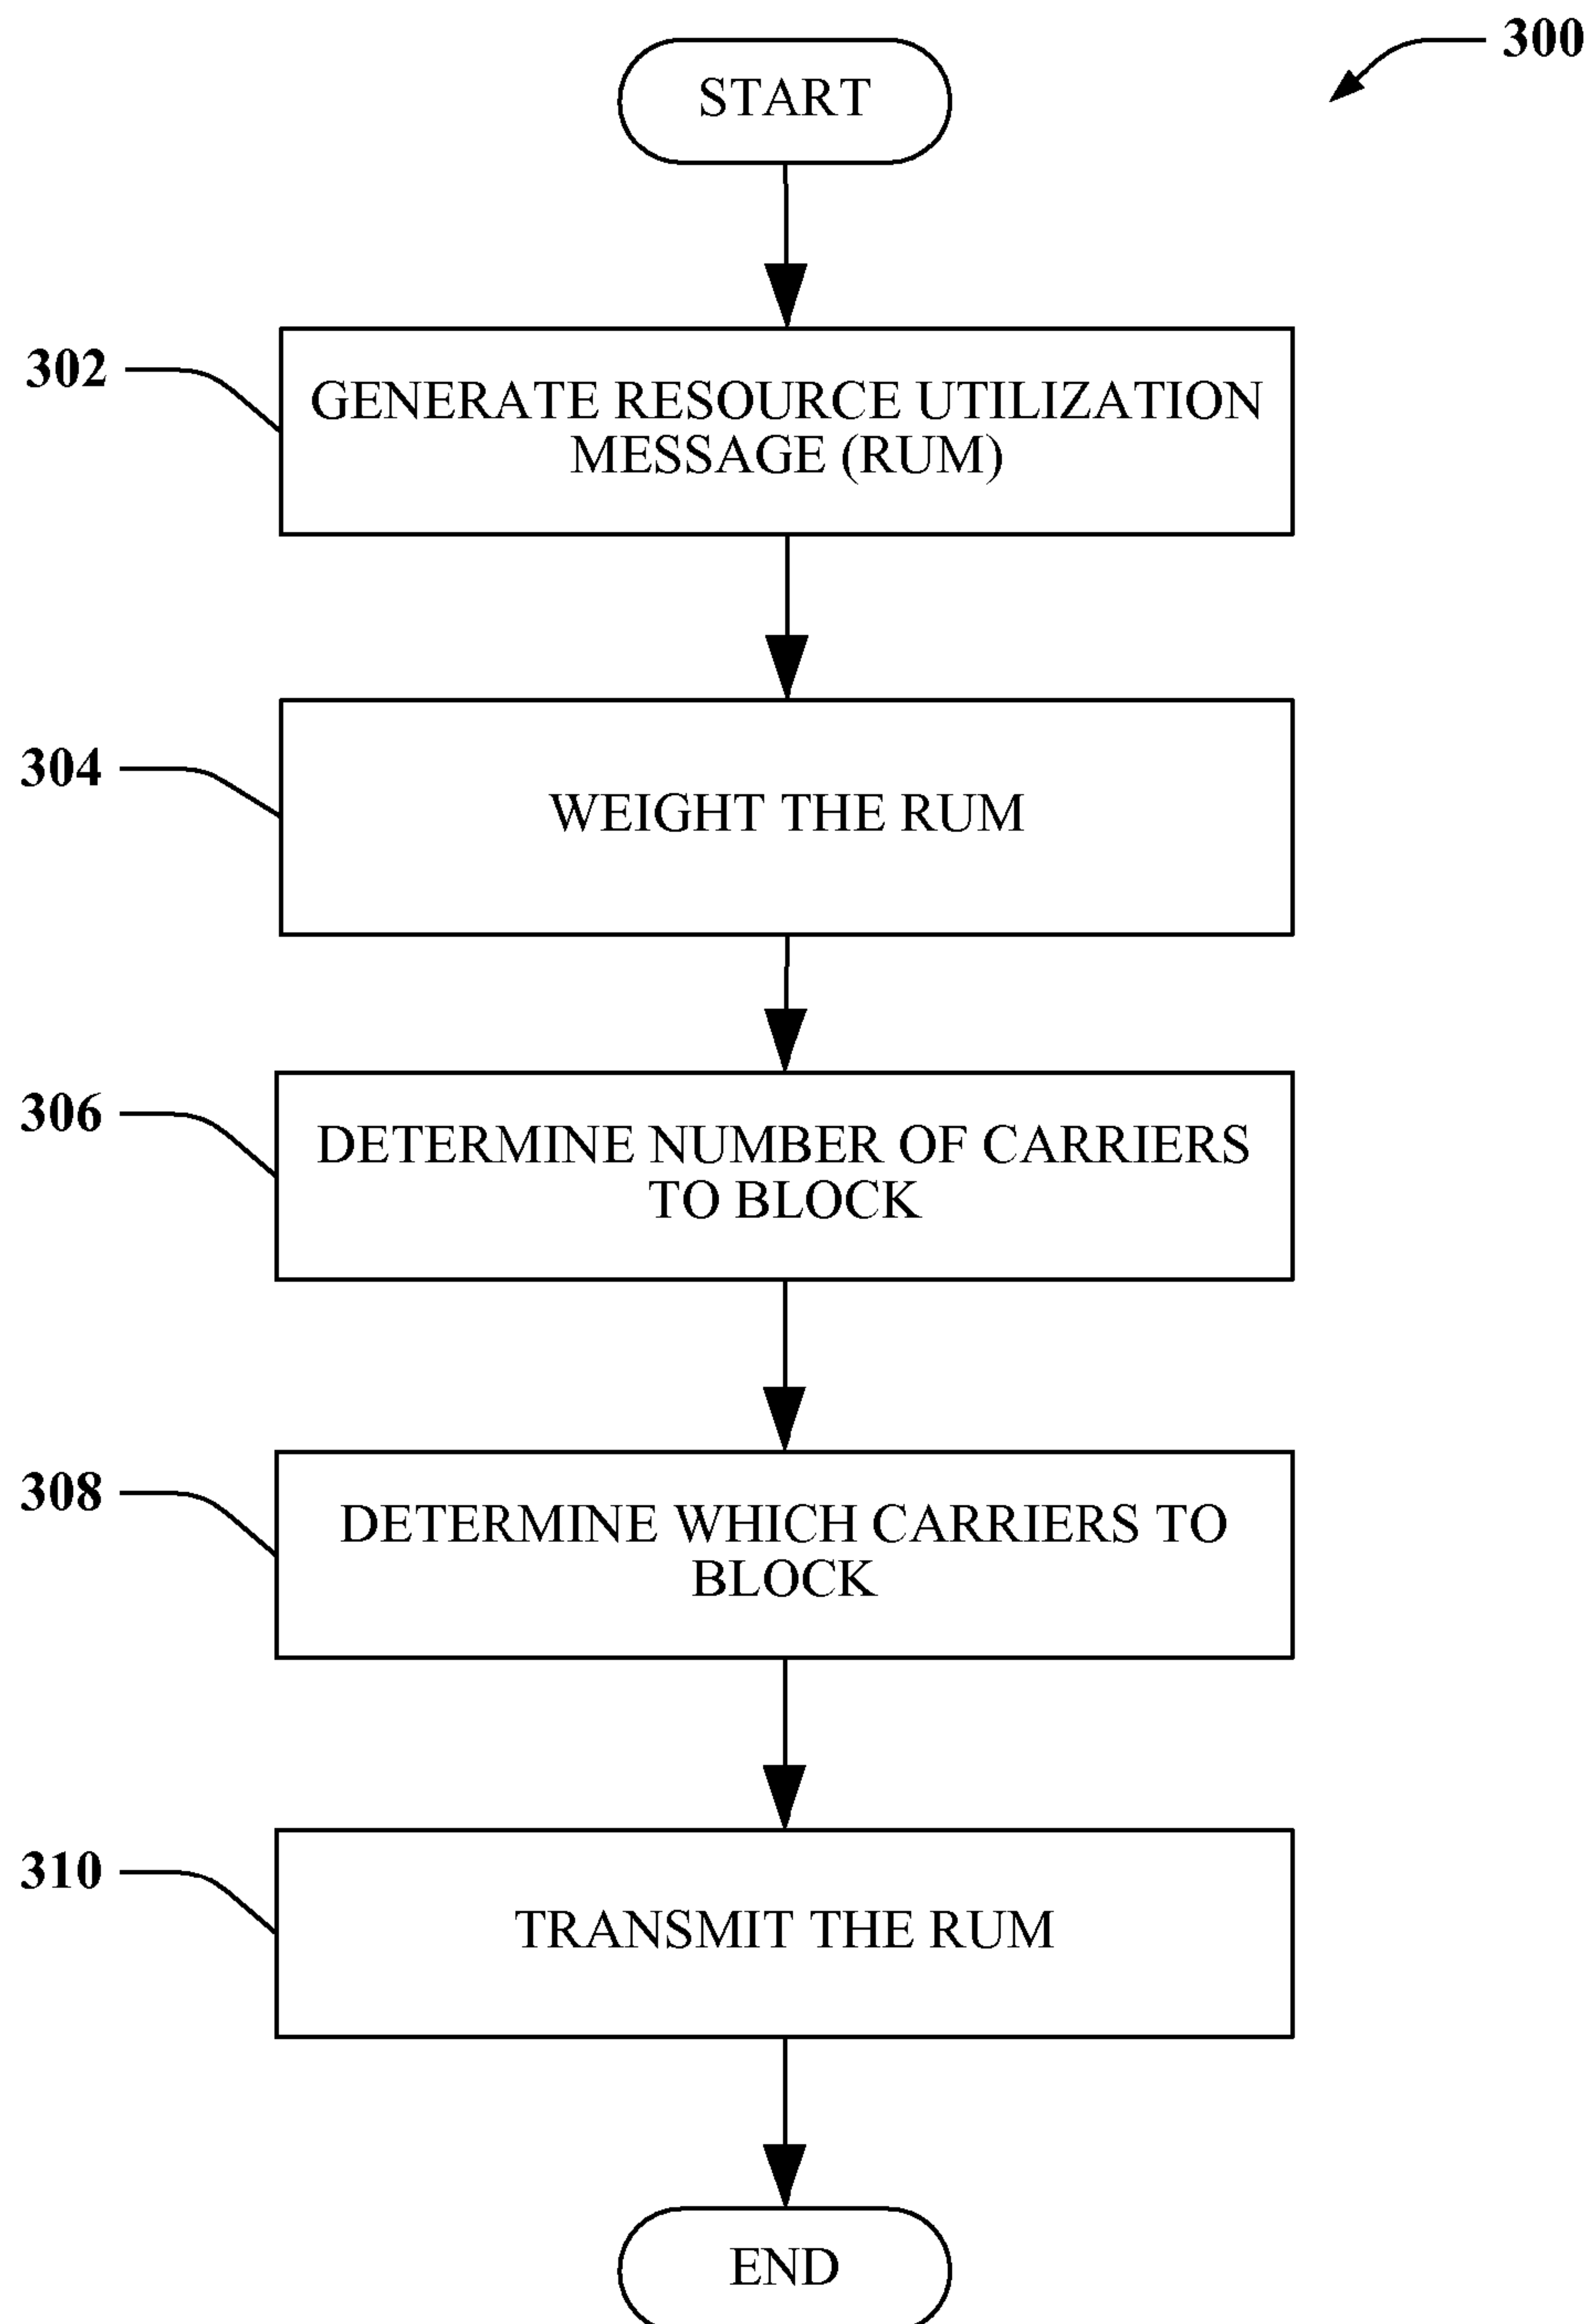 300
START
302
GENERATE RESOURCE UTILIZATION
MESSAGE (RUM)
304
WEIGHT THE RUM
306
DETERMINE NUMBER OF CARRIERS
TO BLOCK
308
DETERMINE WHICH CARRIERS TO
BLOCK
310
TRANSMIT THE RUM
END